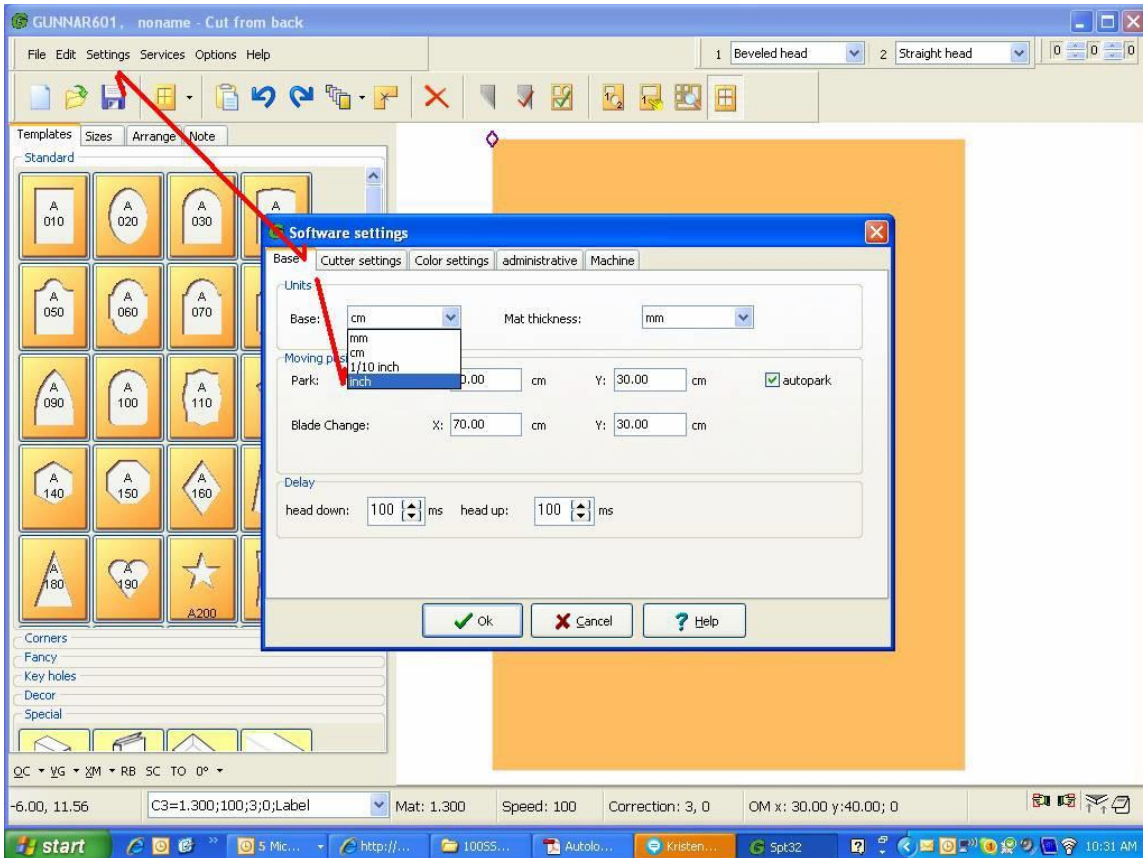 GUNNAR601, noname - Cut from back
File Edit Settings Services Options Help
1 Beveled head 2 Straight head 0 0 0
Templates Sizes Arrange Note
Standard
A 010
A 020
A 030
A
A 050
A 060
A 070
A 090
A 100
A 110
A 140
A 150
A 160
A 180
A 190
A200
Corners
Fancy
Key holes
Decor
Special
QC VG XM RB SC TO 0°
Software settings
Base Cutter settings Color settings administrative Machine
Units
Base: cm Mat thickness: mm
mm
cm
1/10 inch
inch
Moving
Park: 0.00 cm Y: 30.00 cm autopark
Blade Change: X: 70.00 cm Y: 30.00 cm
Delay
head down: 100 ms head up: 100 ms
Ok Cancel Help
-6.00, 11.56 C3=1.300;100;3;0;Label Mat: 1.300 Speed: 100 Correction: 3, 0 OM x: 30.00 y:40.00; 0
start 5 Mic... http://... 100SS... Autolo... Kristen... Spt32 10:31 AM